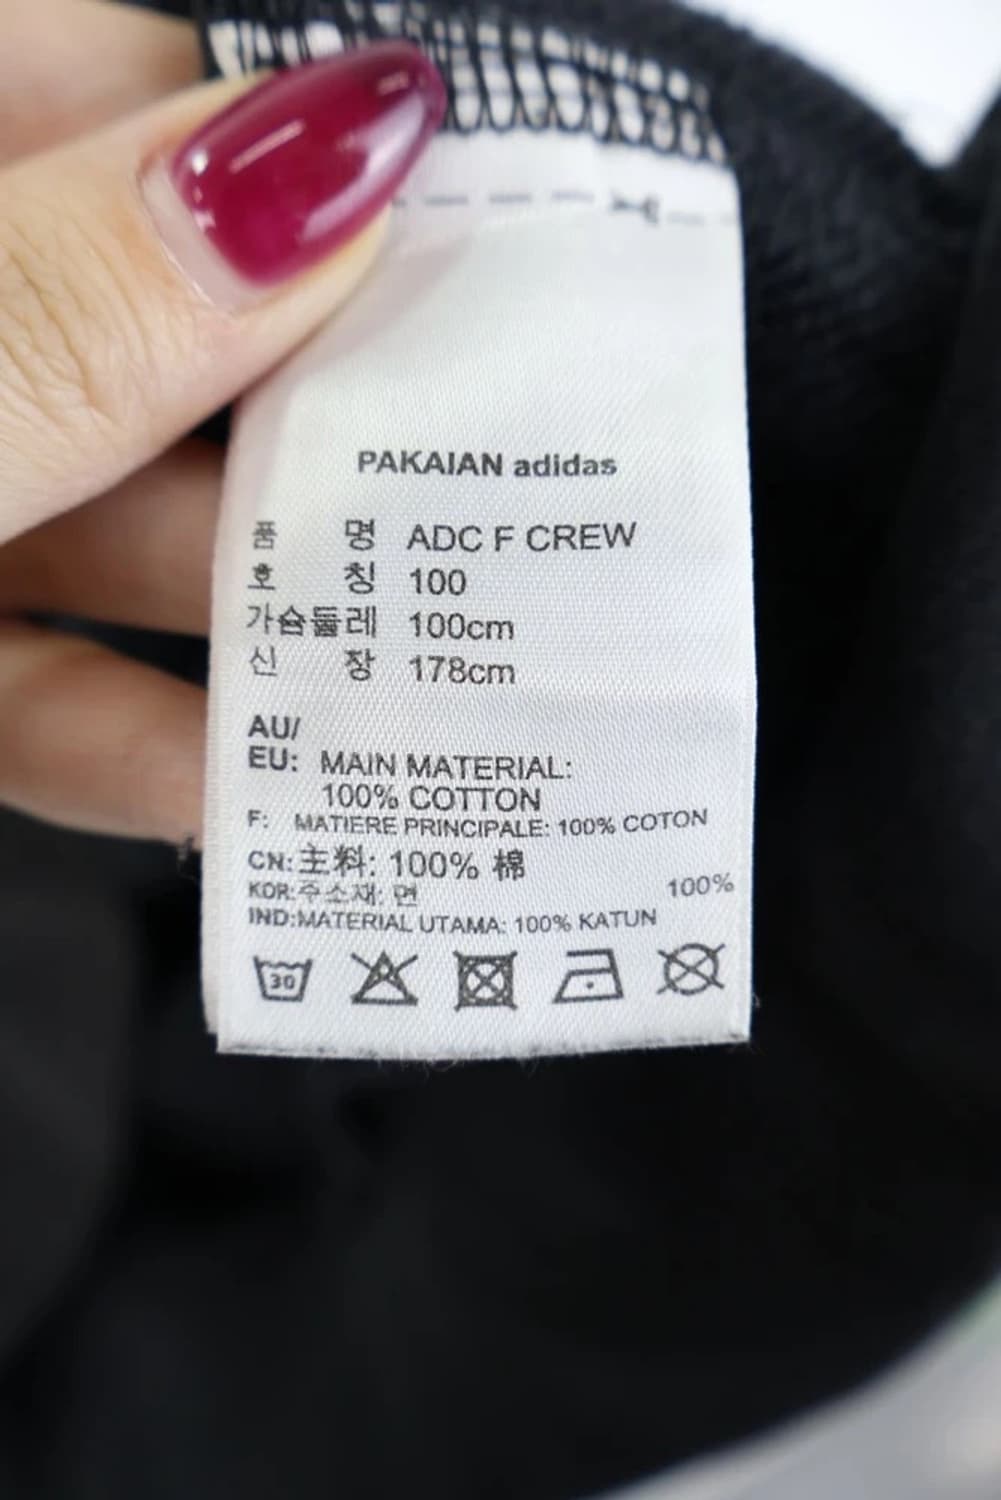 PAKAIAN adidas
품 명 ADC F CREW
호 칭 100
가슴둘레 100cm
신 장 178cm
AU/
EU: MAIN MATERIAL:
100% COTTON
F: MATIERE PRINCIPALE: 100% COTON
CN:主料: 100% 棉
KOR:주소재: 면 100%
IND:MATERIAL UTAMA: 100% KATUN
30